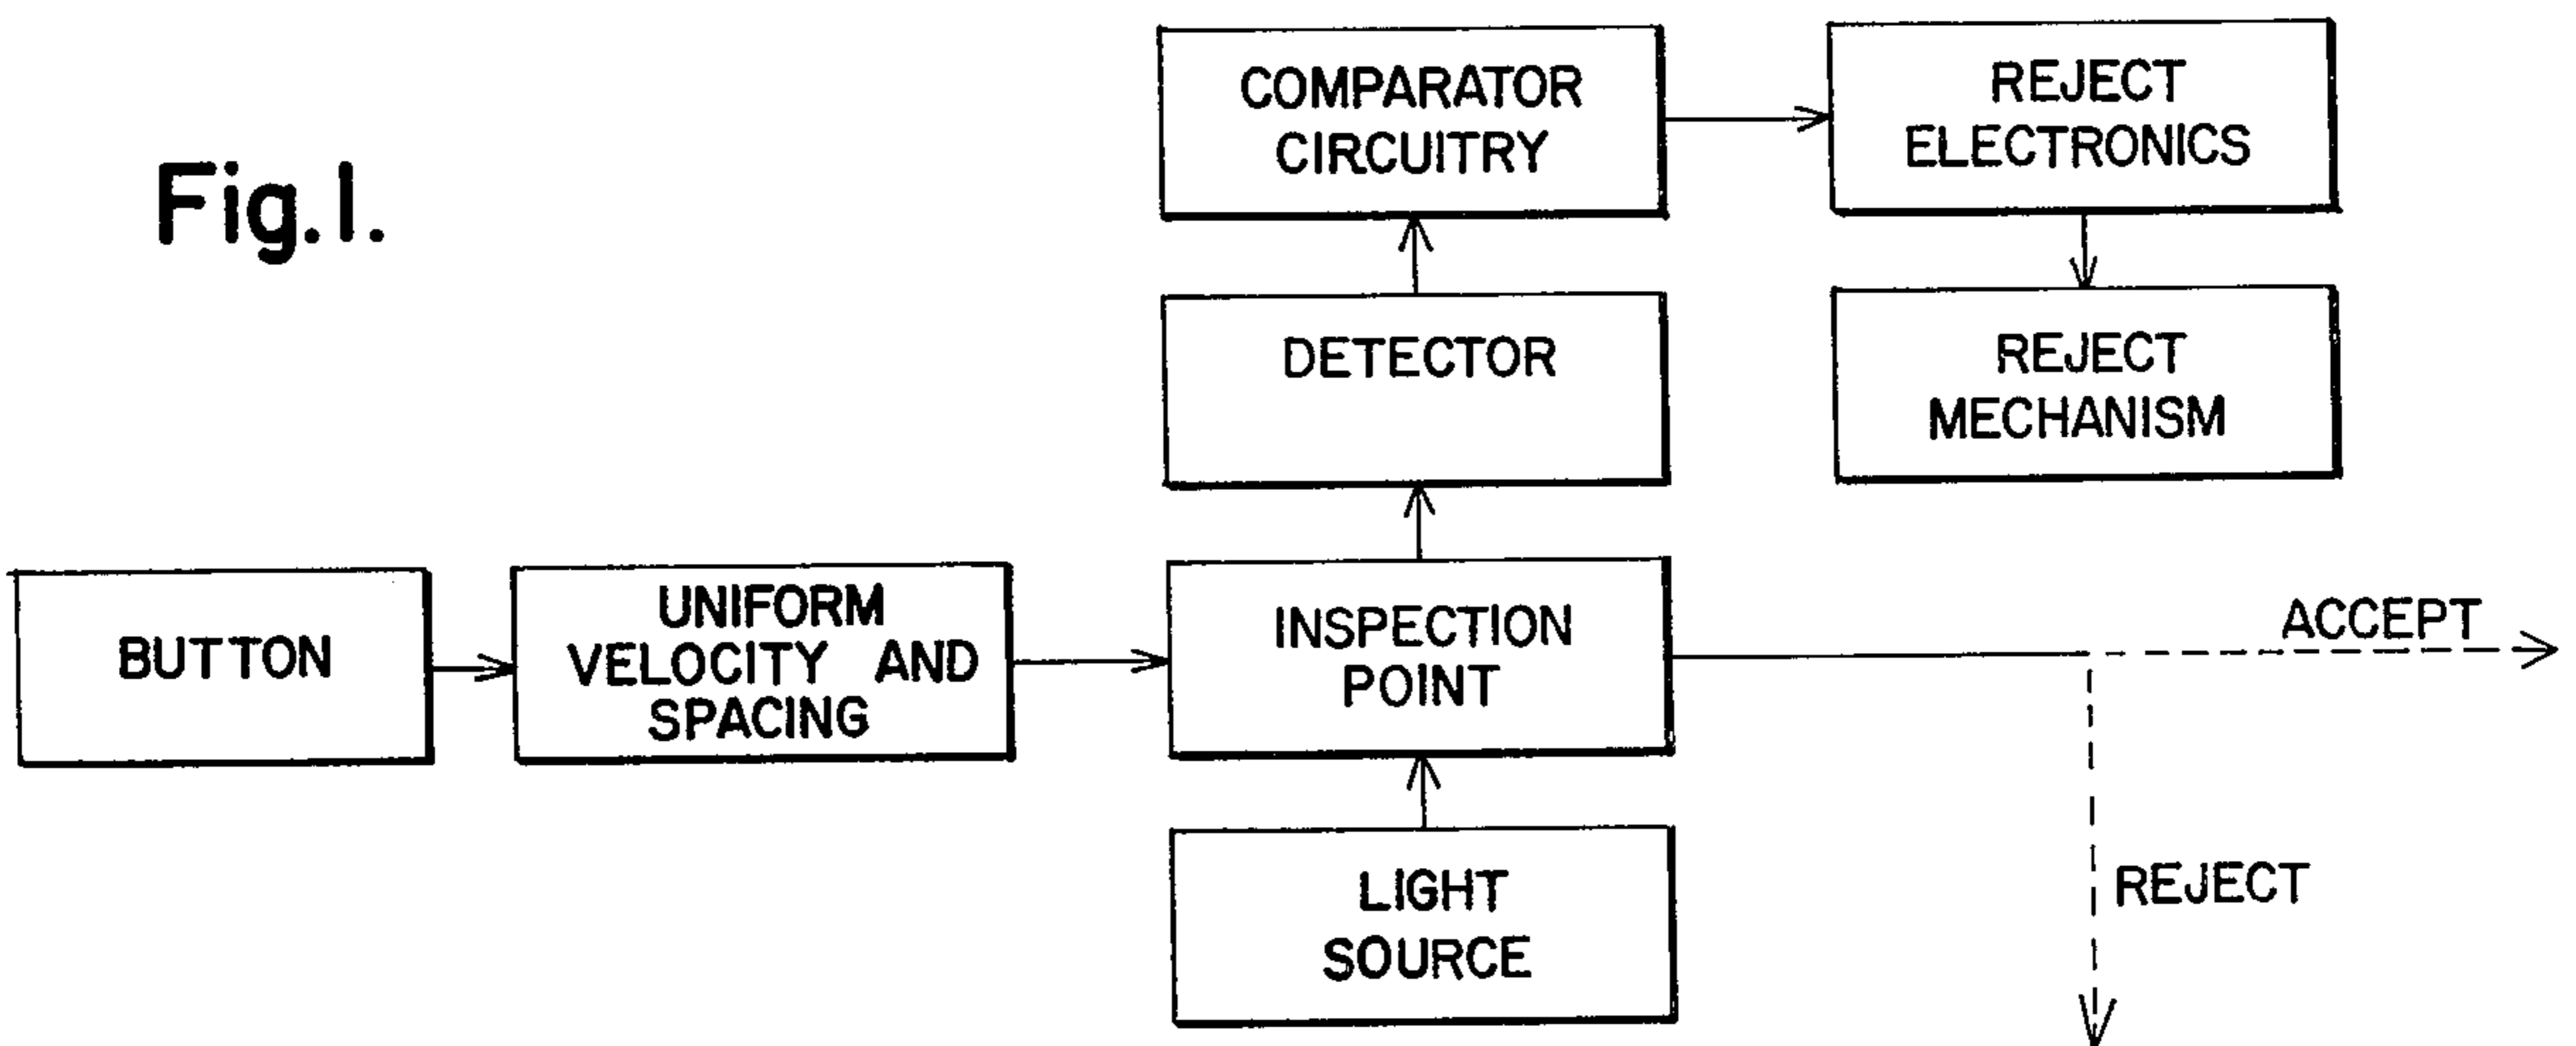 Fig.1.
COMPARATOR
CIRCUITRY
REJECT
ELECTRONICS
DETECTOR
REJECT
MECHANISM
BUTTON
UNIFORM
VELOCITY AND
SPACING
INSPECTION
POINT
ACCEPT
LIGHT
SOURCE
REJECT